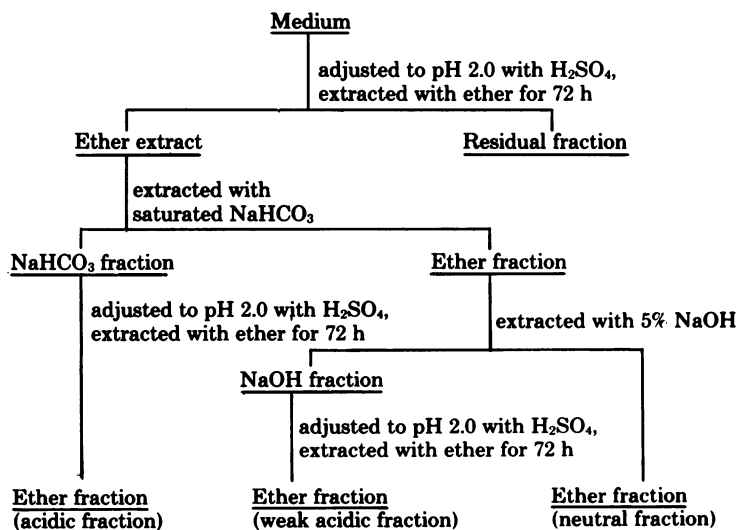 Medium
adjusted to pH 2.0 with H₂SO₄,
extracted with ether for 72 h
Ether extract
Residual fraction
extracted with
saturated NaHCO₃
NaHCO₃ fraction
Ether fraction
adjusted to pH 2.0 with H₂SO₄,
extracted with ether for 72 h
extracted with 5% NaOH
NaOH fraction
adjusted to pH 2.0 with H₂SO₄,
extracted with ether for 72 h
Ether fraction
(acidic fraction)
Ether fraction
(weak acidic fraction)
Ether fraction
(neutral fraction)